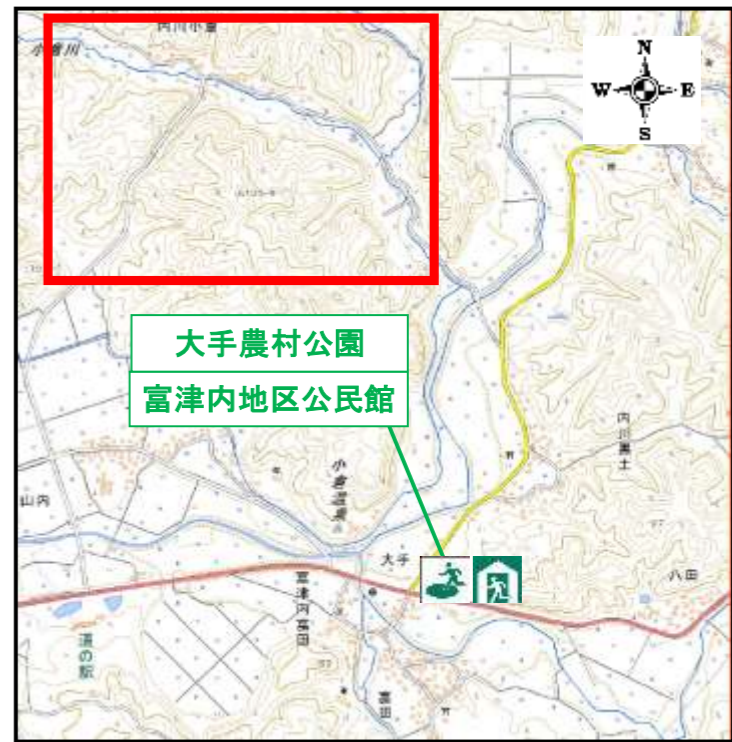 内川小倉
小倉川
N
W E
S
大手農村公園
富津内地区公民館
内川黒土
小倉温泉
山内
大手
八田
富津内富田
道の駅
富田